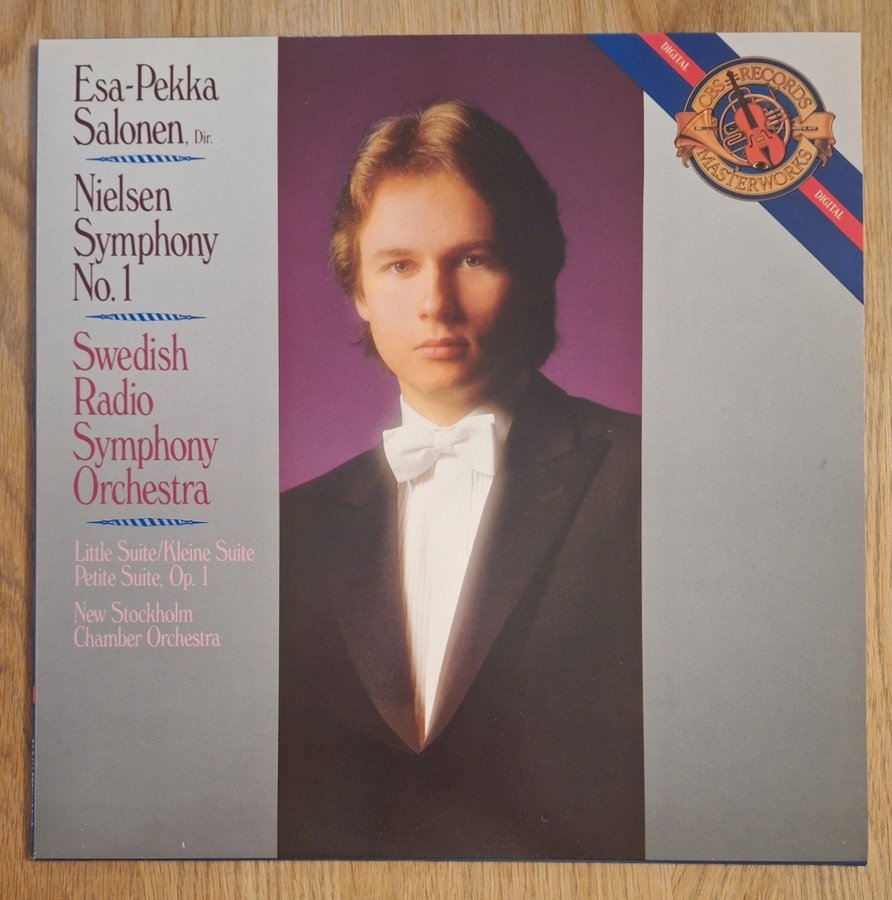 Esa-Pekka
Salonen, Dir.
Nielsen
Symphony
No. 1
Swedish
Radio
Symphony
Orchestra
Little Suite/Kleine Suite
Petite Suite, Op. 1
New Stockholm
Chamber Orchestra
DIGITAL
CBS RECORDS
MASTERWORKS
DIGITAL